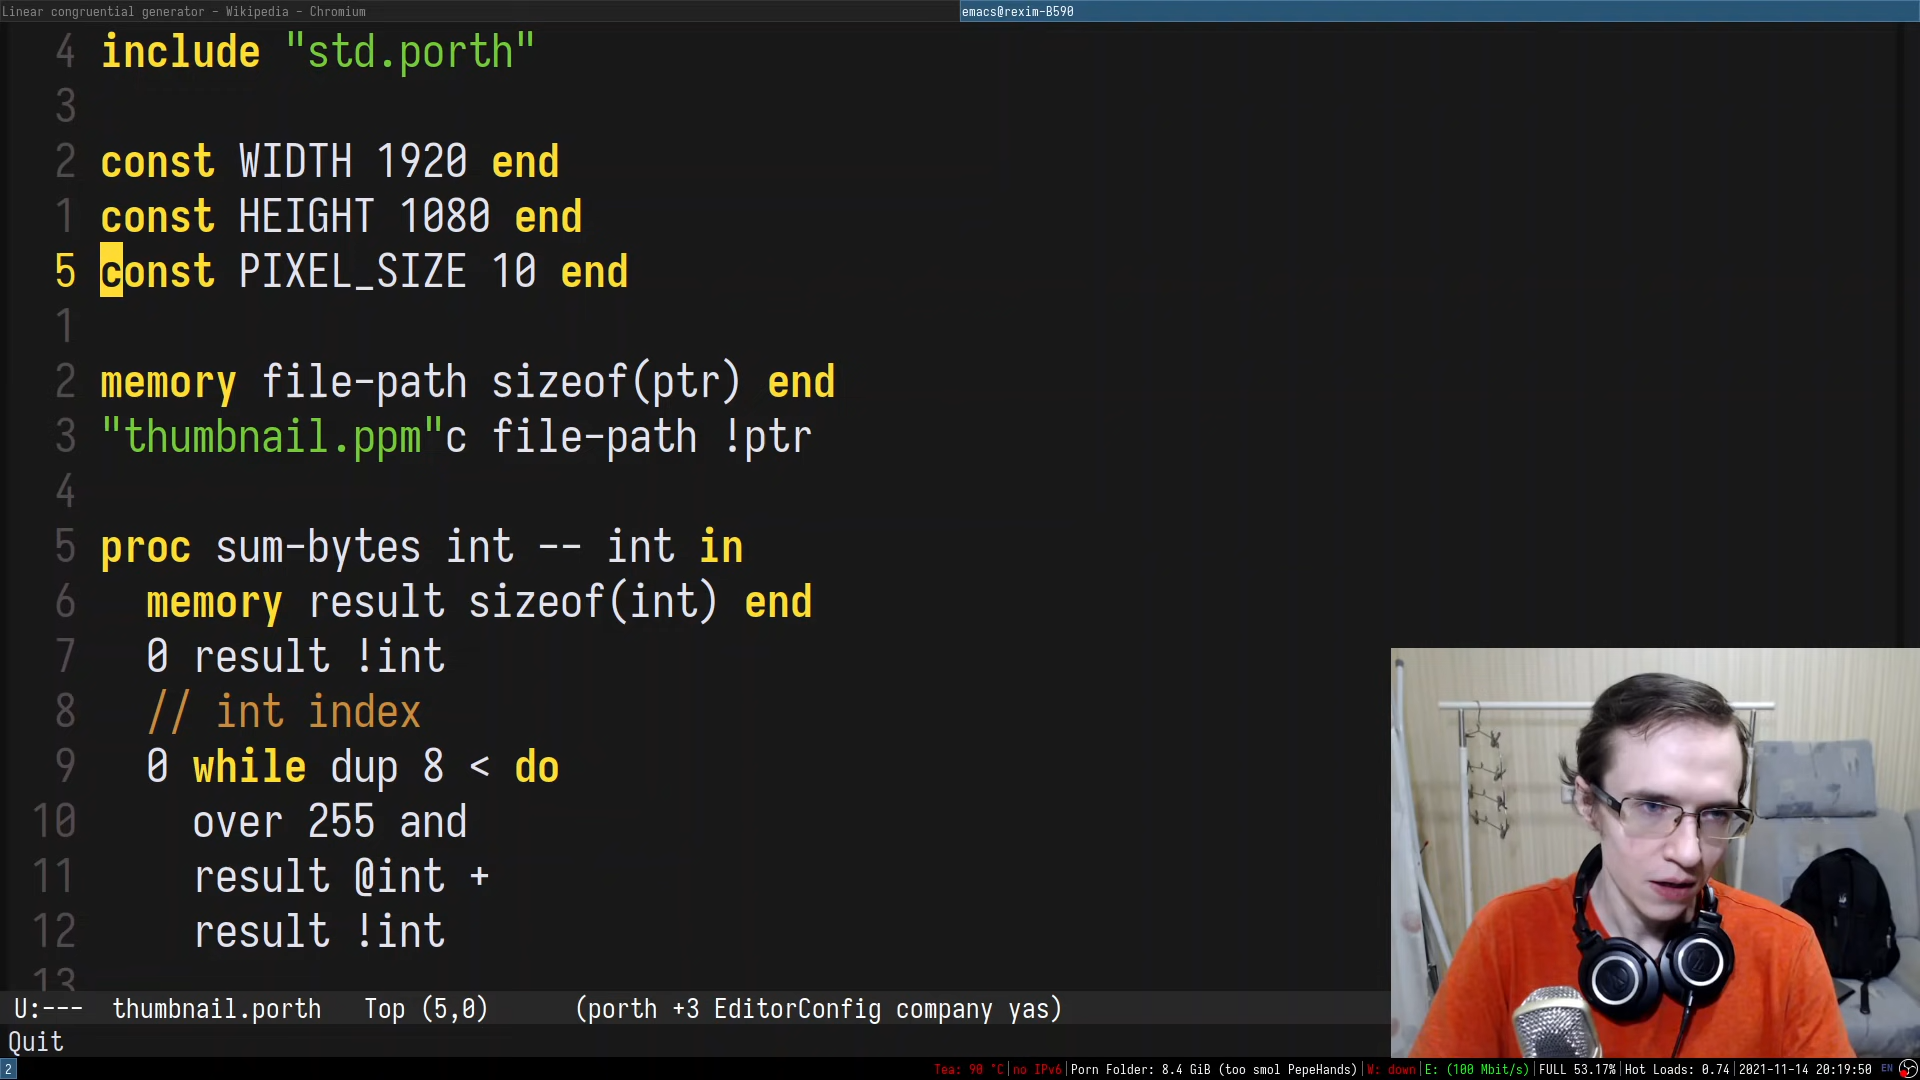 Linear congruential generator - Wikipedia - Chromium
emacs@rexim-B590
4 include "std.porth"
3
2 const WIDTH 1920 end
1 const HEIGHT 1080 end
5 const PIXEL_SIZE 10 end
1
2 memory file-path sizeof(ptr) end
3 "thumbnail.ppm"c file-path !ptr
4
5 proc sum-bytes int -- int in
6 memory result sizeof(int) end
7 0 result !int
8 // int index
9 0 while dup 8 < do
10 over 255 and
11 result @int +
12 result !int
13
U:--- thumbnail.porth Top (5,0) (porth +3 EditorConfig company yas)
Quit
2 Tea: 90 °C|no IPv6|Porn Folder: 8.4 GiB (too smol PepeHands)|W: down|E: (100 Mbit/s)|FULL 53.17%|Hot Loads: 0.74|2021-11-14 20:19:50 EN